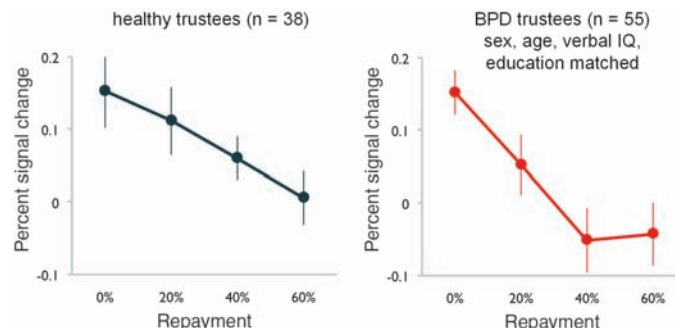 healthy trustees (n = 38)
Percent signal change
0.2
0.1
0
-0.1
0%
20%
40%
60%
Repayment
BPD trustees (n = 55)
sex, age, verbal IQ,
education matched
Percent signal change
0.2
0.1
0
-0.1
0%
20%
40%
60%
Repayment